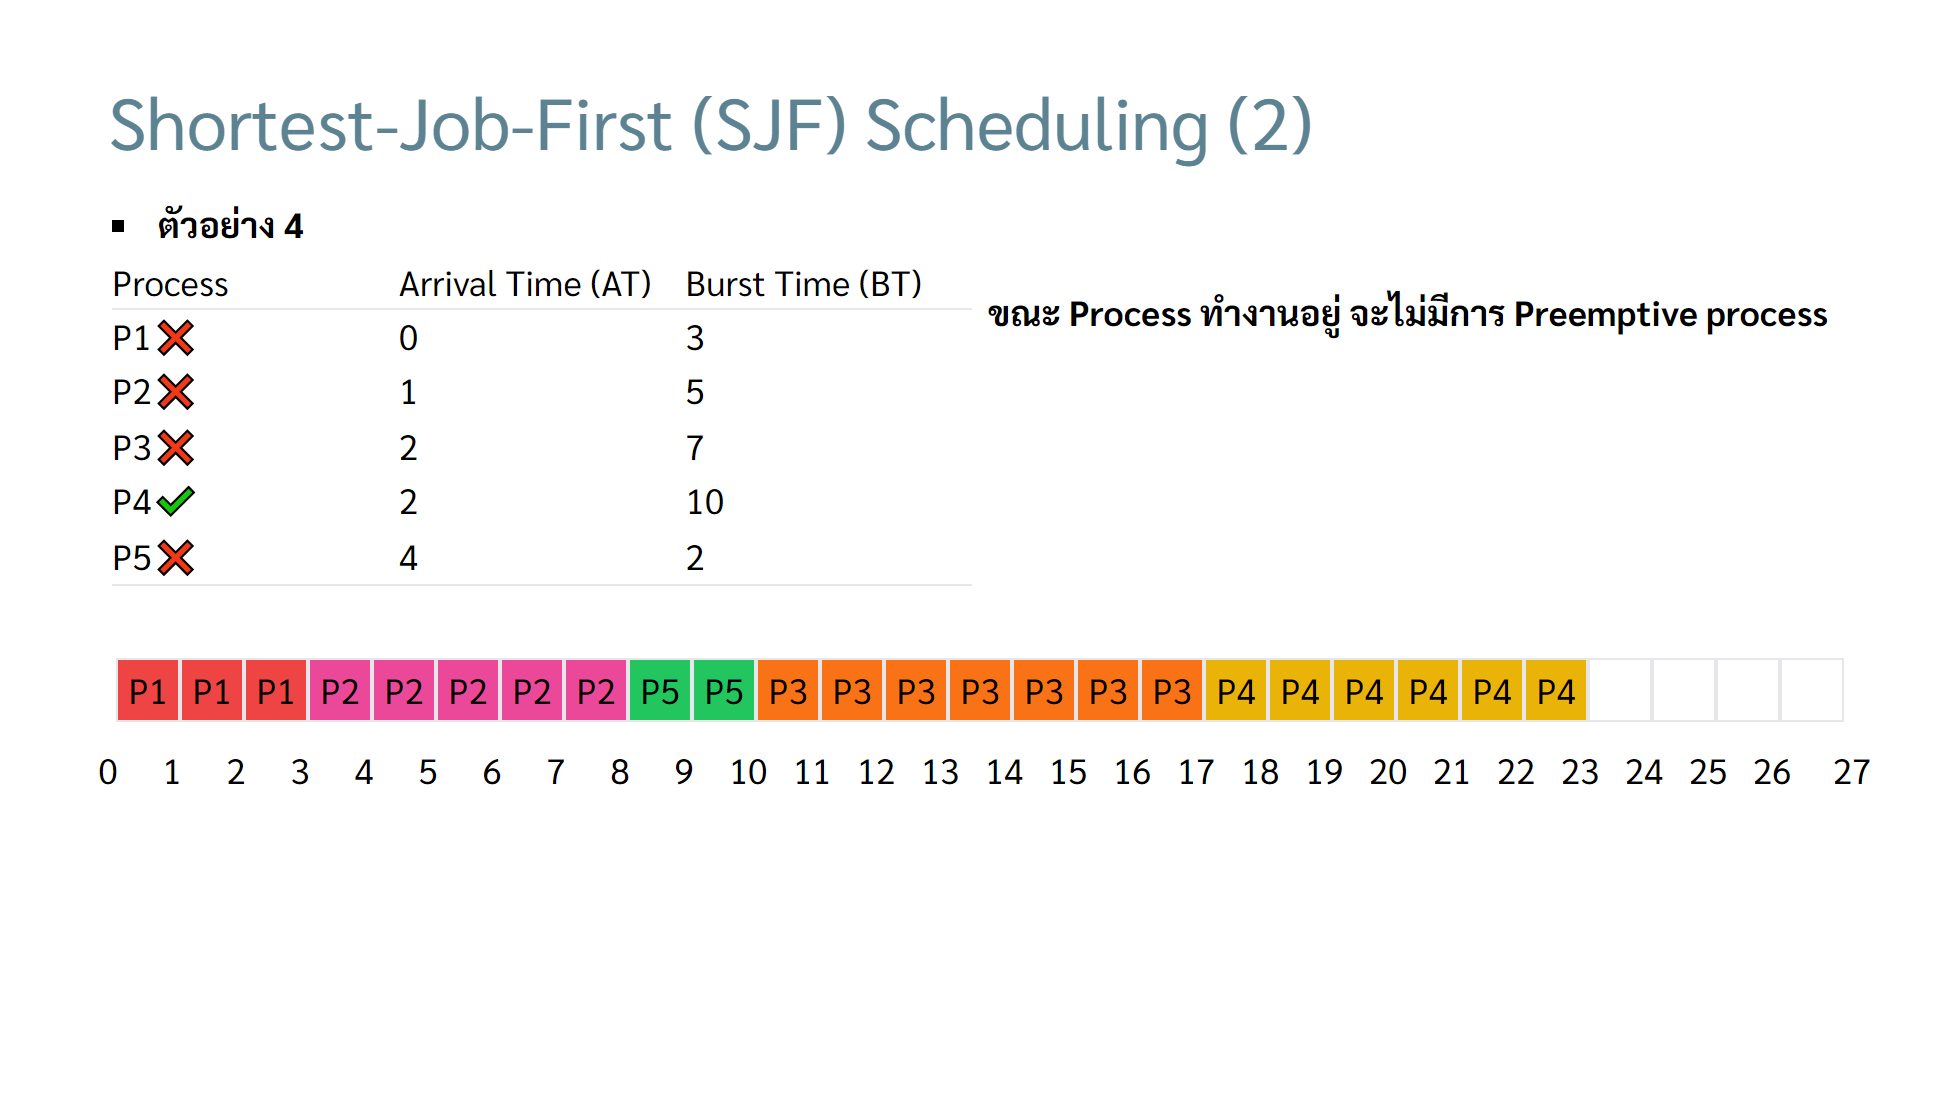 Shortest-Job-First (SJF) Scheduling (2)
ตัวอย่าง 4
Process Arrival Time (AT) Burst Time (BT)
ขณะ Process ทำงานอยู่ จะไม่มีการ Preemptive process
P1 0 3
P2 1 5
P3 2 7
P4 2 10
P5 4 2
P1 P1 P1 P2 P2 P2 P2 P2 P5 P5 P3 P3 P3 P3 P3 P3 P3 P4 P4 P4 P4 P4 P4
0 1 2 3 4 5 6 7 8 9 10 11 12 13 14 15 16 17 18 19 20 21 22 23 24 25 26 27